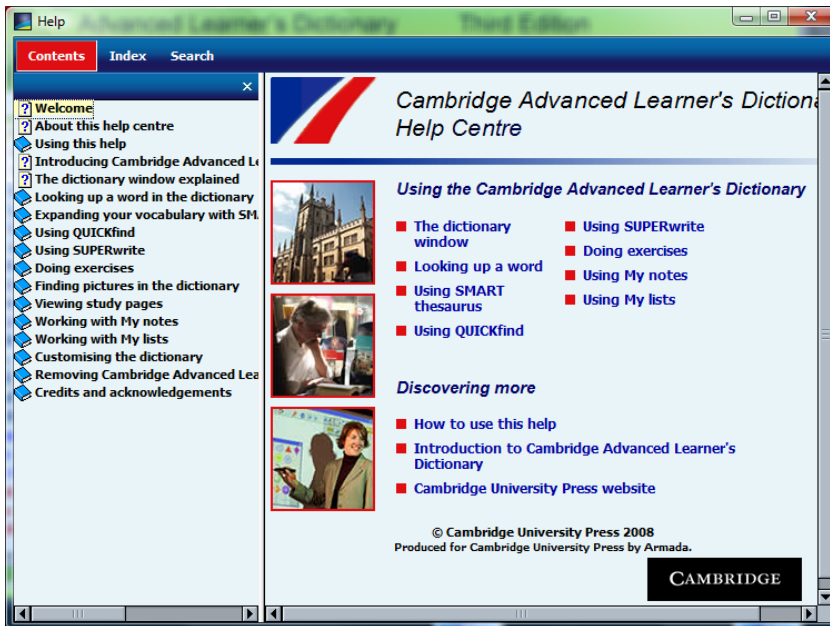 Help
Advanced Learner's Dictionary Third Edition
Contents Index Search
Welcome
About this help centre
Using this help
Introducing Cambridge Advanced Le
The dictionary window explained
Looking up a word in the dictionary
Expanding your vocabulary with SM
Using QUICKfind
Using SUPERwrite
Doing exercises
Finding pictures in the dictionary
Viewing study pages
Working with My notes
Working with My lists
Customising the dictionary
Removing Cambridge Advanced Lea
Credits and acknowledgements
Cambridge Advanced Learner's Diction
Help Centre
Using the Cambridge Advanced Learner's Dictionary
The dictionary
window
Looking up a word
Using SMART
thesaurus
Using QUICKfind
Using SUPERwrite
Doing exercises
Using My notes
Using My lists
Discovering more
How to use this help
Introduction to Cambridge Advanced Learner's
Dictionary
Cambridge University Press website
© Cambridge University Press 2008
Produced for Cambridge University Press by Armada.
CAMBRIDGE